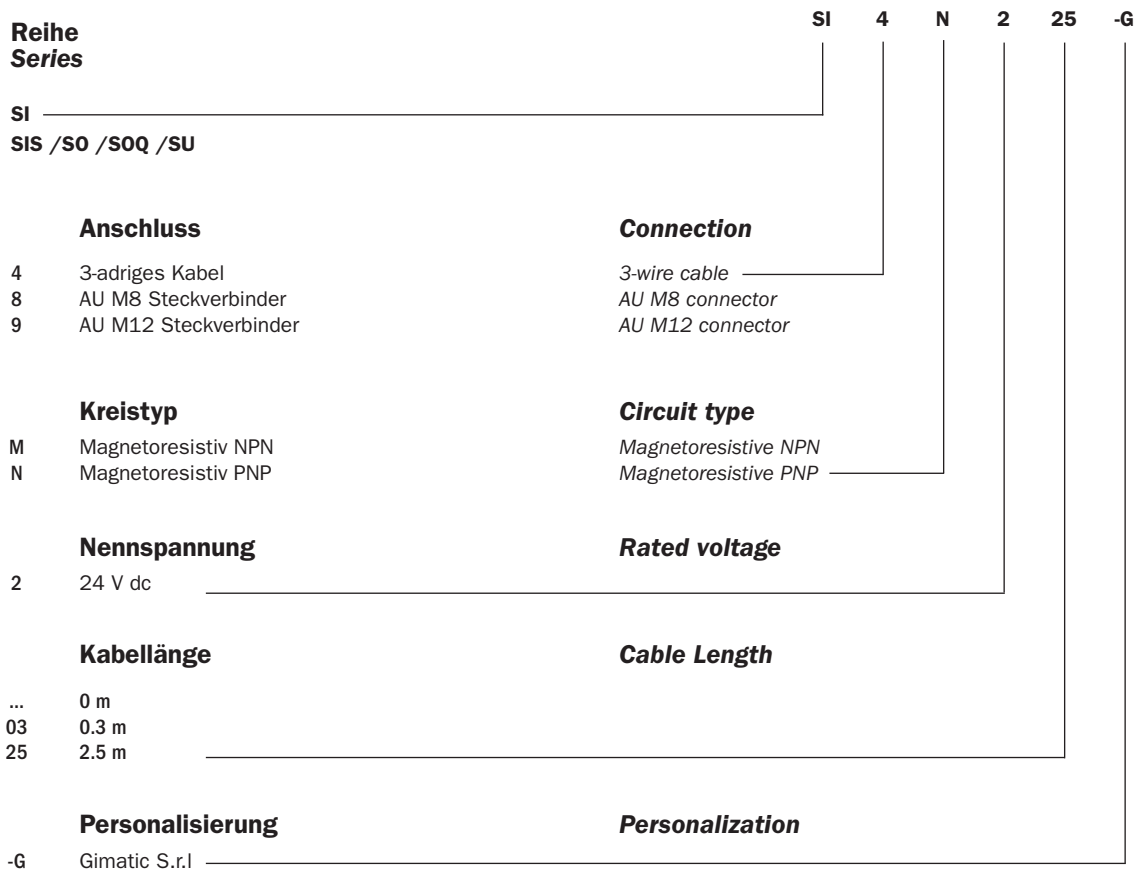 SI 4 N 2 25 -G
Reihe
Series
SI
SIS /SO /SOQ /SU
Anschluss Connection
4 3-adriges Kabel 3-wire cable
8 AU M8 Steckverbinder AU M8 connector
9 AU M12 Steckverbinder AU M12 connector
Kreistyp Circuit type
M Magnetoresistiv NPN Magnetoresistive NPN
N Magnetoresistiv PNP Magnetoresistive PNP
Nennspannung Rated voltage
2 24 V dc
Kabellänge Cable Length
... 0 m
03 0.3 m
25 2.5 m
Personalisierung Personalization
-G Gimatic S.r.l